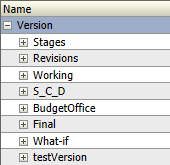 Name
Version
Stages
Revisions
Working
S_C_D
BudgetOffice
Final
What-if
testVersion